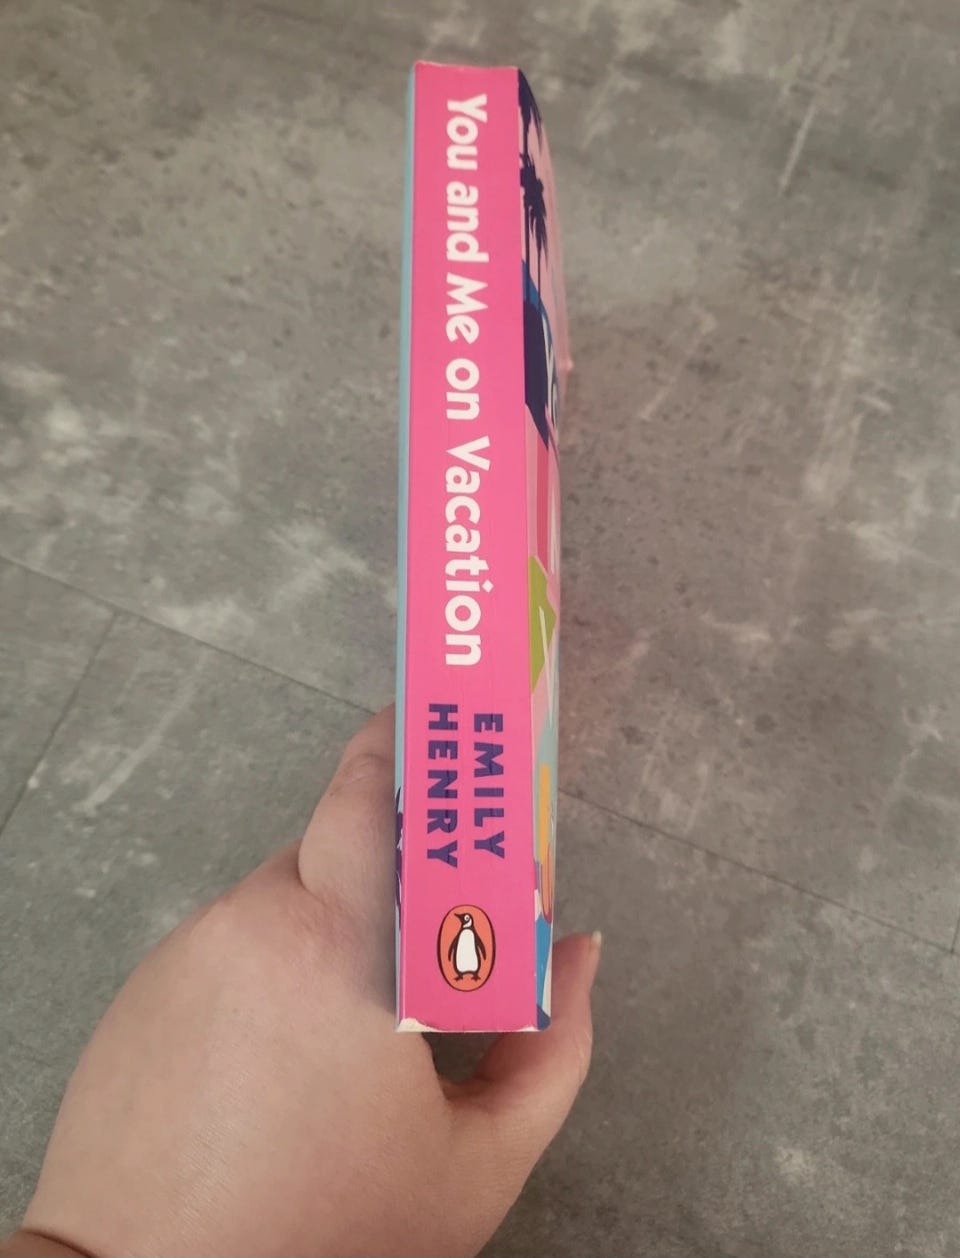 You and Me on Vacation
EMILY
HENRY